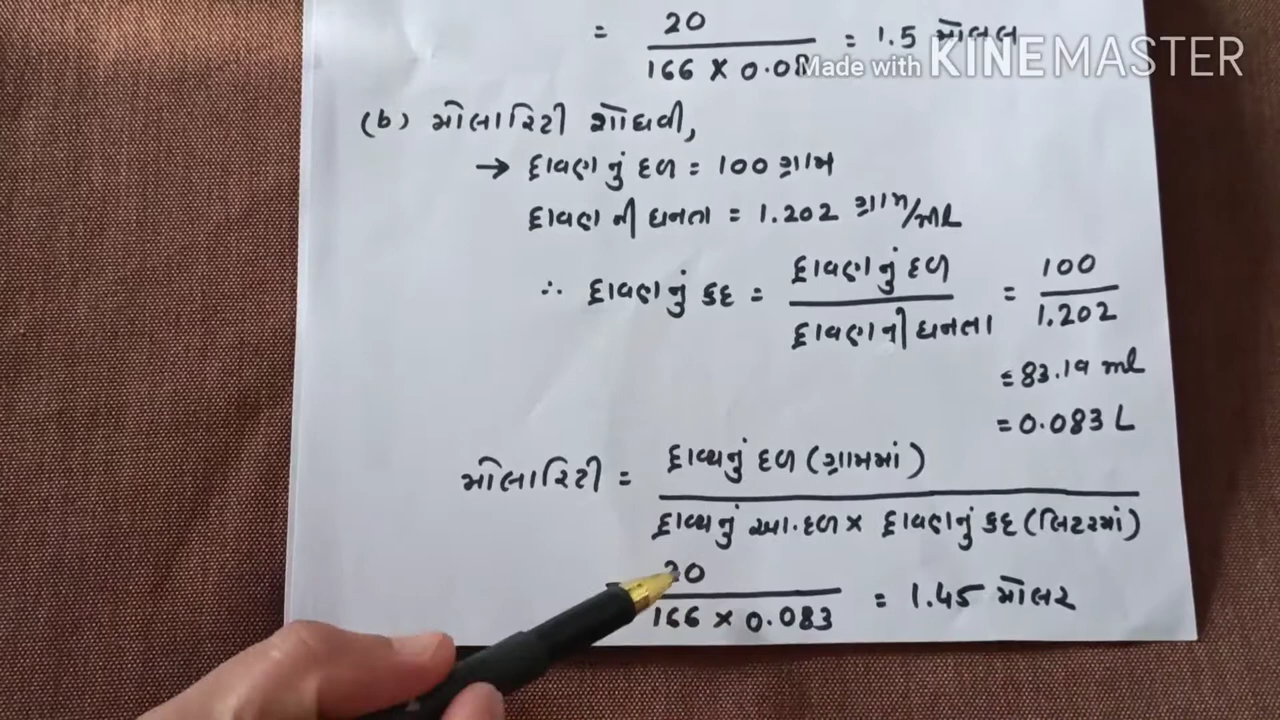 = 20 / 166 × 0.08 = 1.5 મોલલ
Made with KINEMASTER
(b) મોલારિટી શોધવી,
→ દ્રાવણનું દળ = 100 ગ્રામ
દ્રાવણની ઘનતા = 1.202 ગ્રામ/mL
∴ દ્રાવણનું કદ = દ્રાવણનું દળ / દ્રાવણની ઘનતા = 100 / 1.202
= 83.19 ml
= 0.083 L
મોલારિટી = દ્રાવ્યનું દળ (ગ્રામમાં) / દ્રાવ્યનું આ.દળ × દ્રાવણનું કદ (લિટરમાં)
20 / 166 × 0.083 = 1.45 મોલર